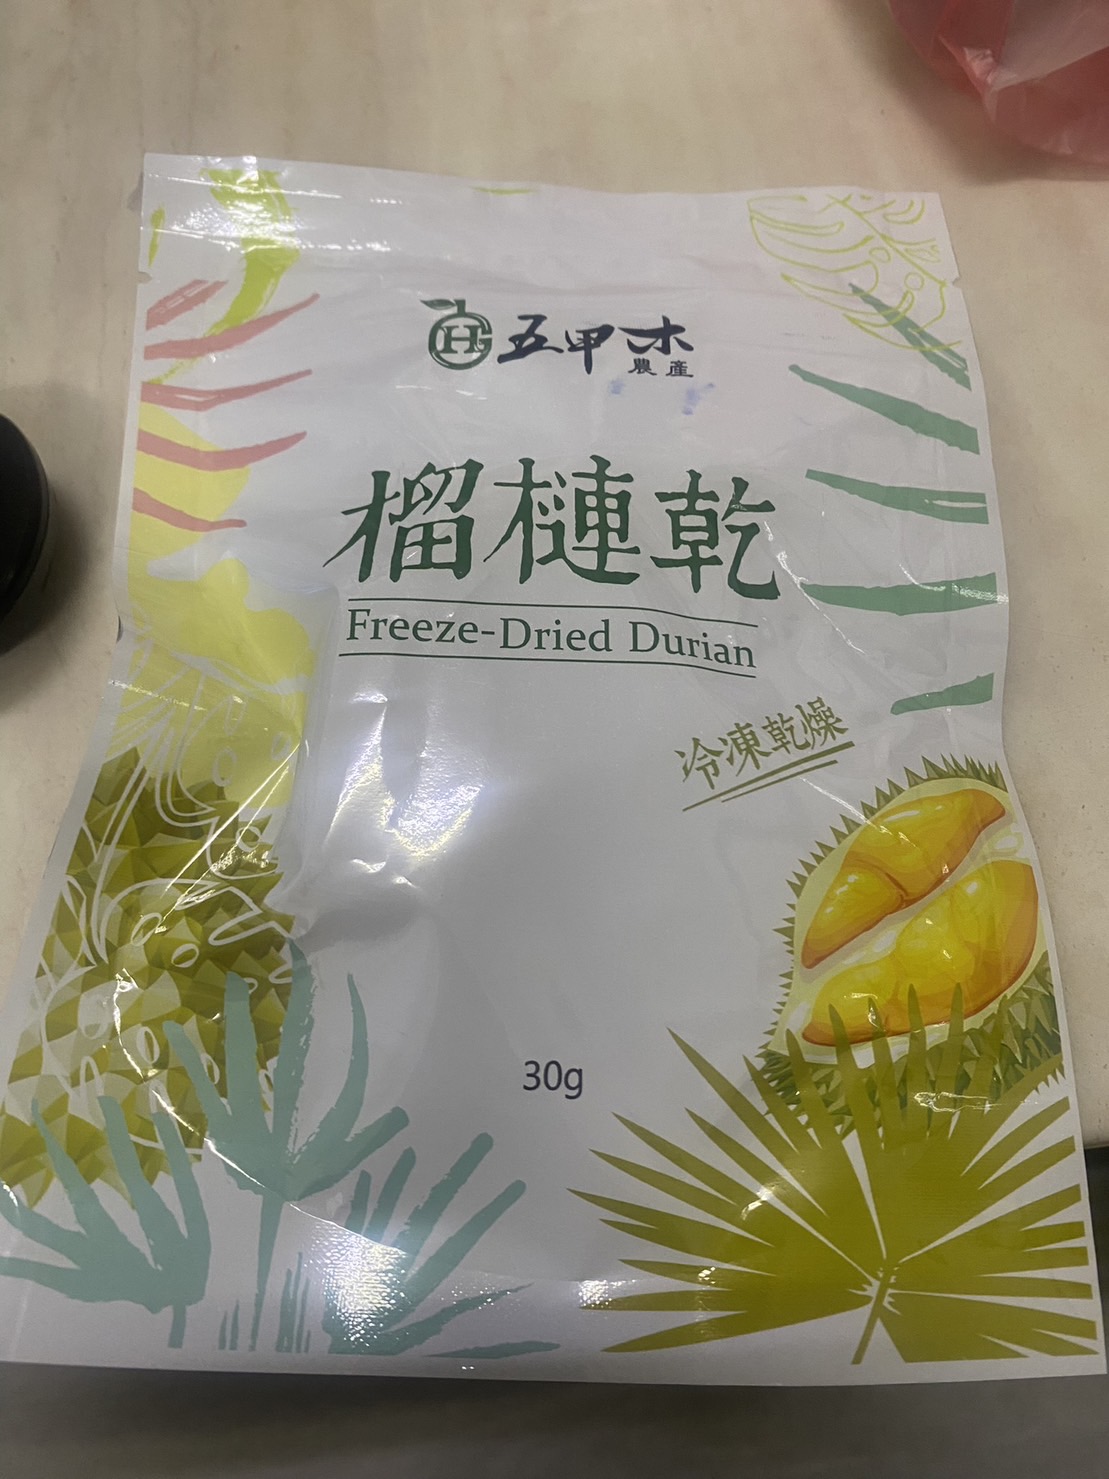 H 五甲木
農產
榴槤乾
Freeze-Dried Durian
冷凍乾燥
30g